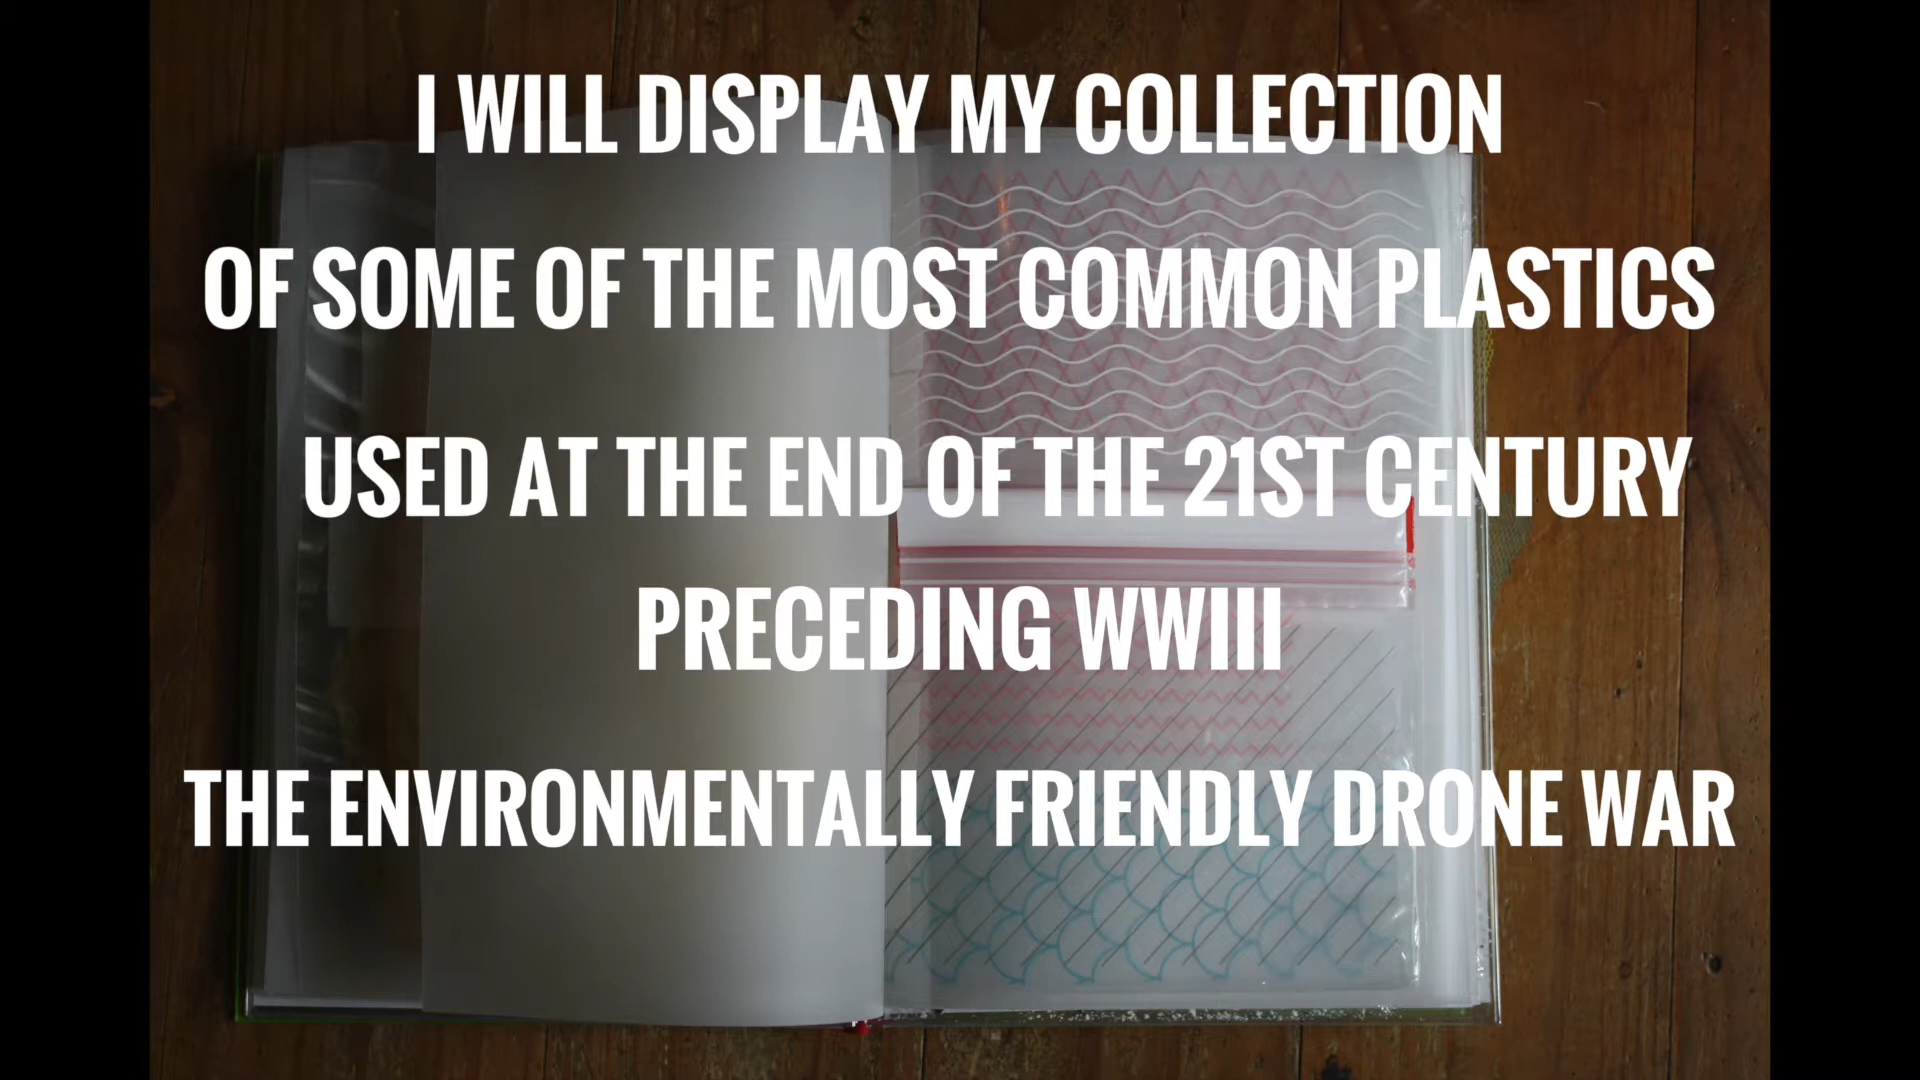 I WILL DISPLAY MY COLLECTION
OF SOME OF THE MOST COMMON PLASTICS
USED AT THE END OF THE 21ST CENTURY
PRECEDING WWIII
THE ENVIRONMENTALLY FRIENDLY DRONE WAR